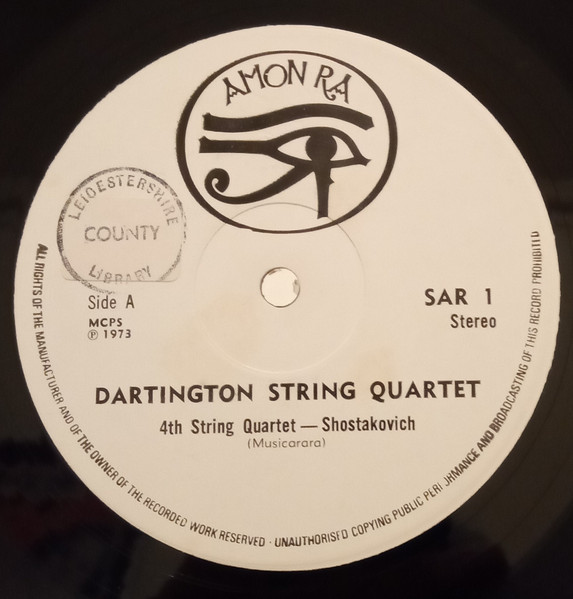 AMON RA
LEICESTERSHIRE
COUNTY
LIBRARY
Side A
MCPS
Ⓟ 1973
SAR 1
Stereo
DARTINGTON STRING QUARTET
4th String Quartet — Shostakovich
(Musicarara)
ALL RIGHTS OF THE MANUFACTURER AND OF THE OWNER OF THE RECORDED WORK RESERVED · UNAUTHORISED COPYING PUBLIC PERFORMANCE AND BROADCASTING OF THIS RECORD PROHIBITED